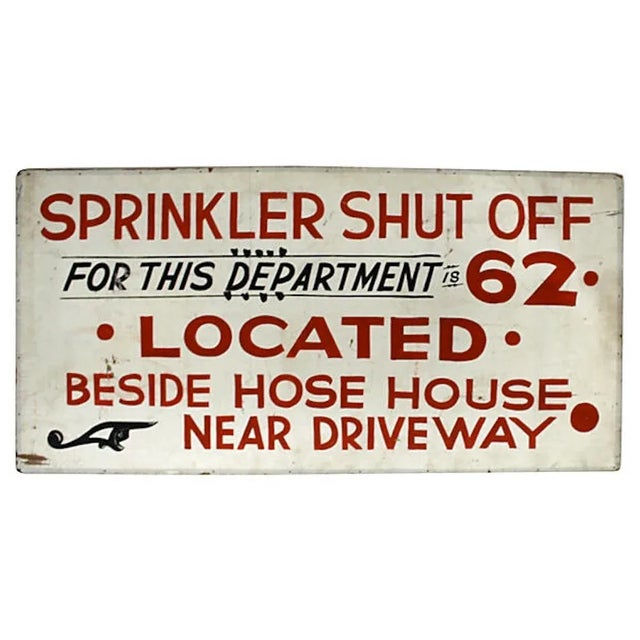 SPRINKLER SHUT OFF
FOR THIS DEPARTMENT IS 62.
• LOCATED •
BESIDE HOSE HOUSE
NEAR DRIVEWAY